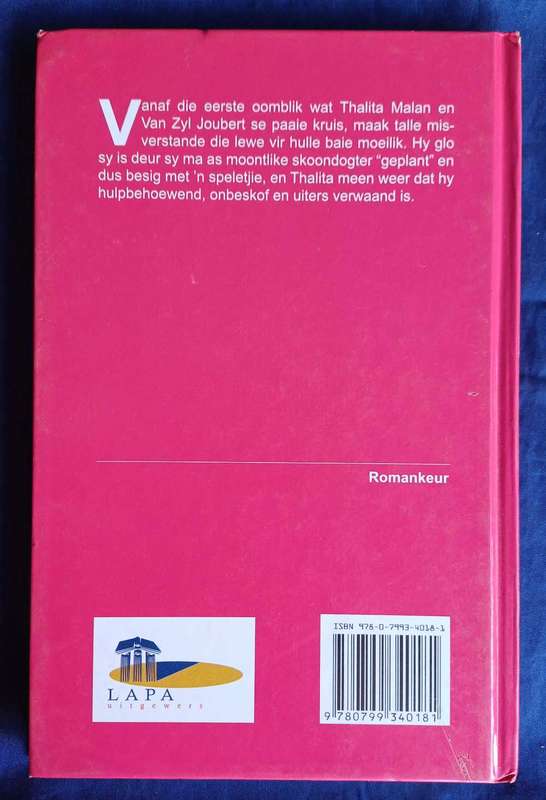 Vanaf die eerste oomblik wat Thalita Malan en
Van Zyl Joubert se paaie kruis, maak talle mis-
verstande die lewe vir hulle baie moeilik. Hy glo
sy is deur sy ma as moontlike skoondogter "geplant" en
dus besig met 'n speletjie, en Thalita meen weer dat hy
hulpbehoewend, onbeskof en uiters verwaand is.
Romankeur
LAPA
uitgewers
ISBN 978-0-7993-4018-1
9 780799 340181